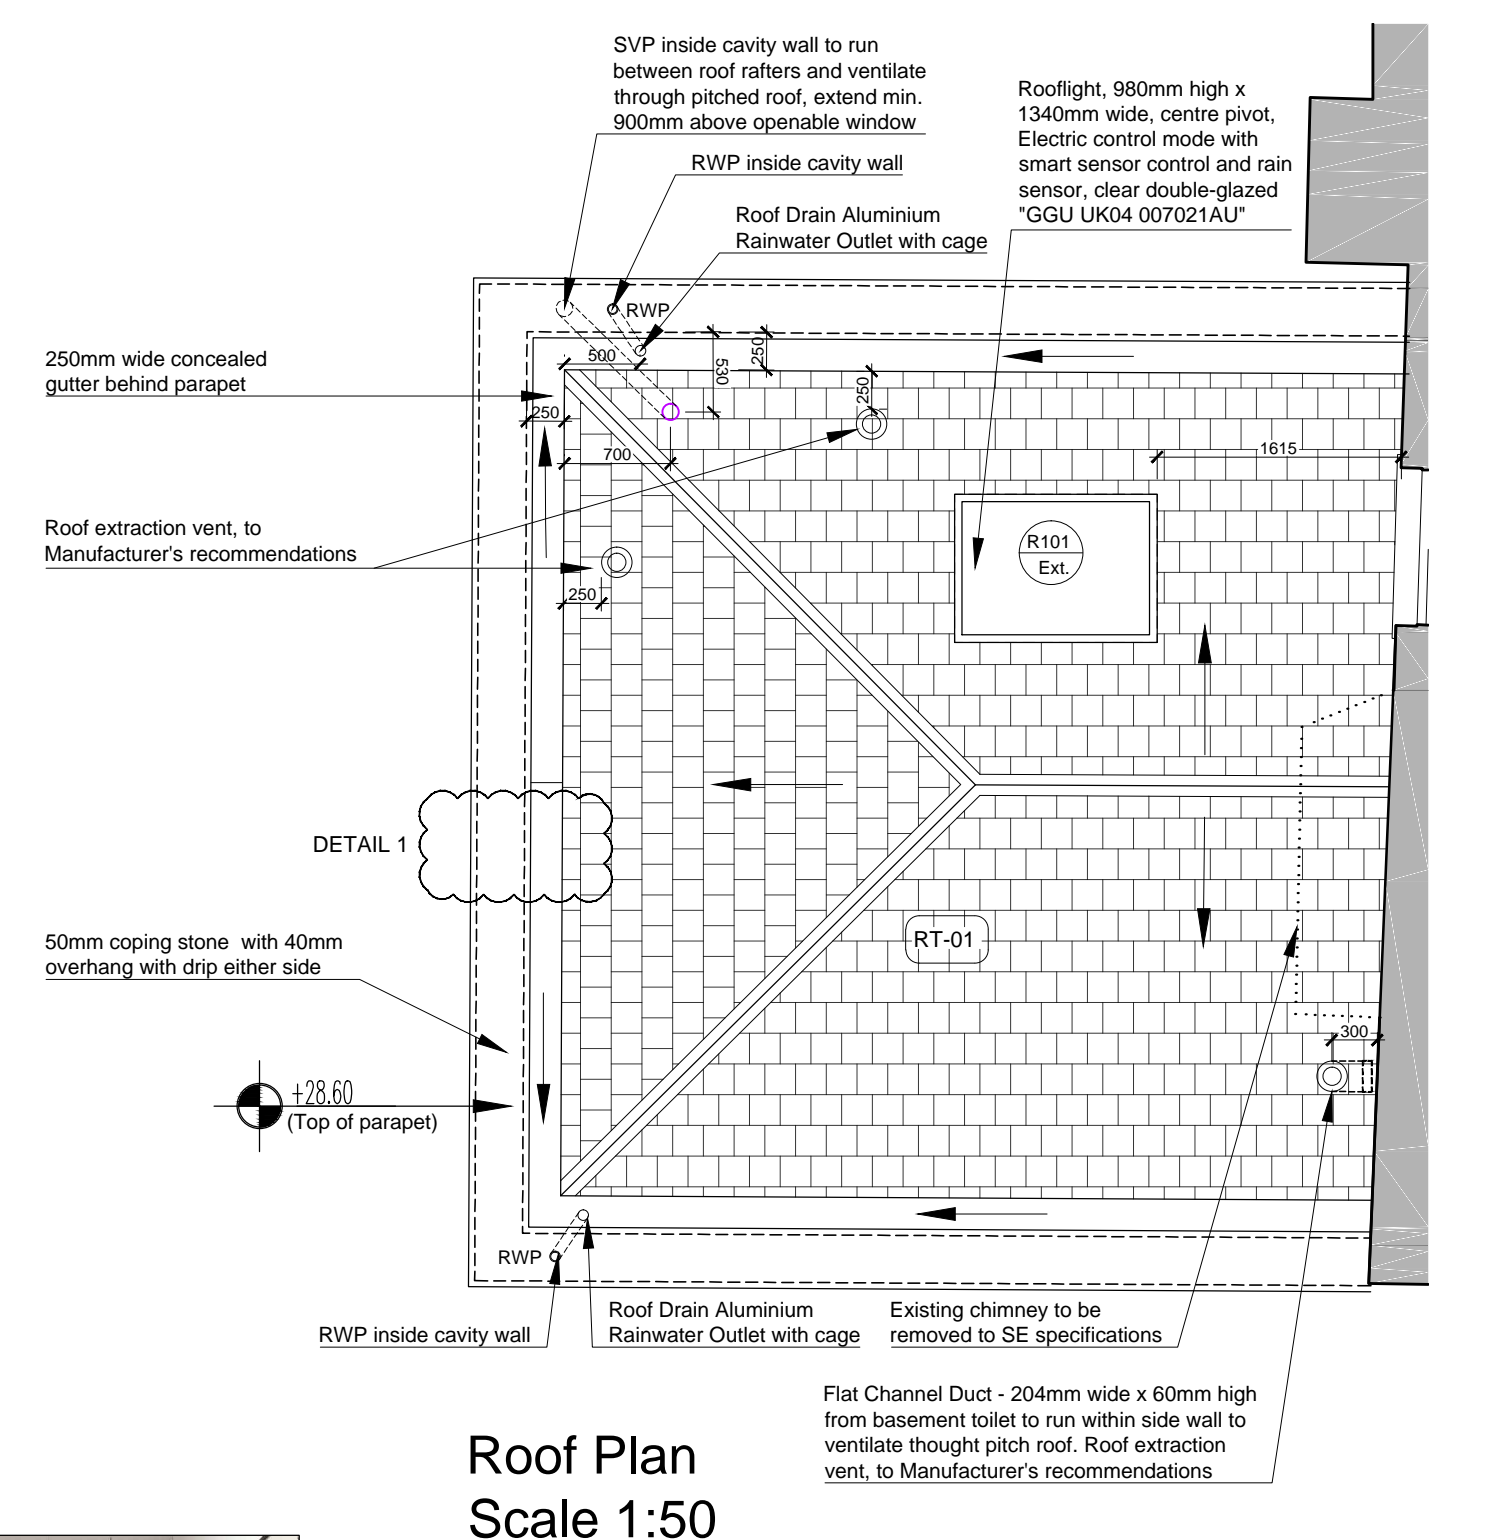 SVP inside cavity wall to run
between roof rafters and ventilate
through pitched roof, extend min.
900mm above openable window
Rooflight, 980mm high x
1340mm wide, centre pivot,
Electric control mode with
smart sensor control and rain
sensor, clear double-glazed
"GGU UK04 007021AU"
RWP inside cavity wall
Roof Drain Aluminium
Rainwater Outlet with cage
RWP
250mm wide concealed
gutter behind parapet
500
530
250
250
250
700
1615
Roof extraction vent, to
Manufacturer's recommendations
R101
Ext.
250
DETAIL 1
RT-01
50mm coping stone  with 40mm
overhang with drip either side
300
+28.60
(Top of parapet)
RWP
RWP inside cavity wall
Roof Drain Aluminium
Rainwater Outlet with cage
Existing chimney to be
removed to SE specifications
Flat Channel Duct - 204mm wide x 60mm high
from basement toilet to run within side wall to
ventilate thought pitch roof. Roof extraction
vent, to Manufacturer's recommendations
Roof Plan
Scale 1:50